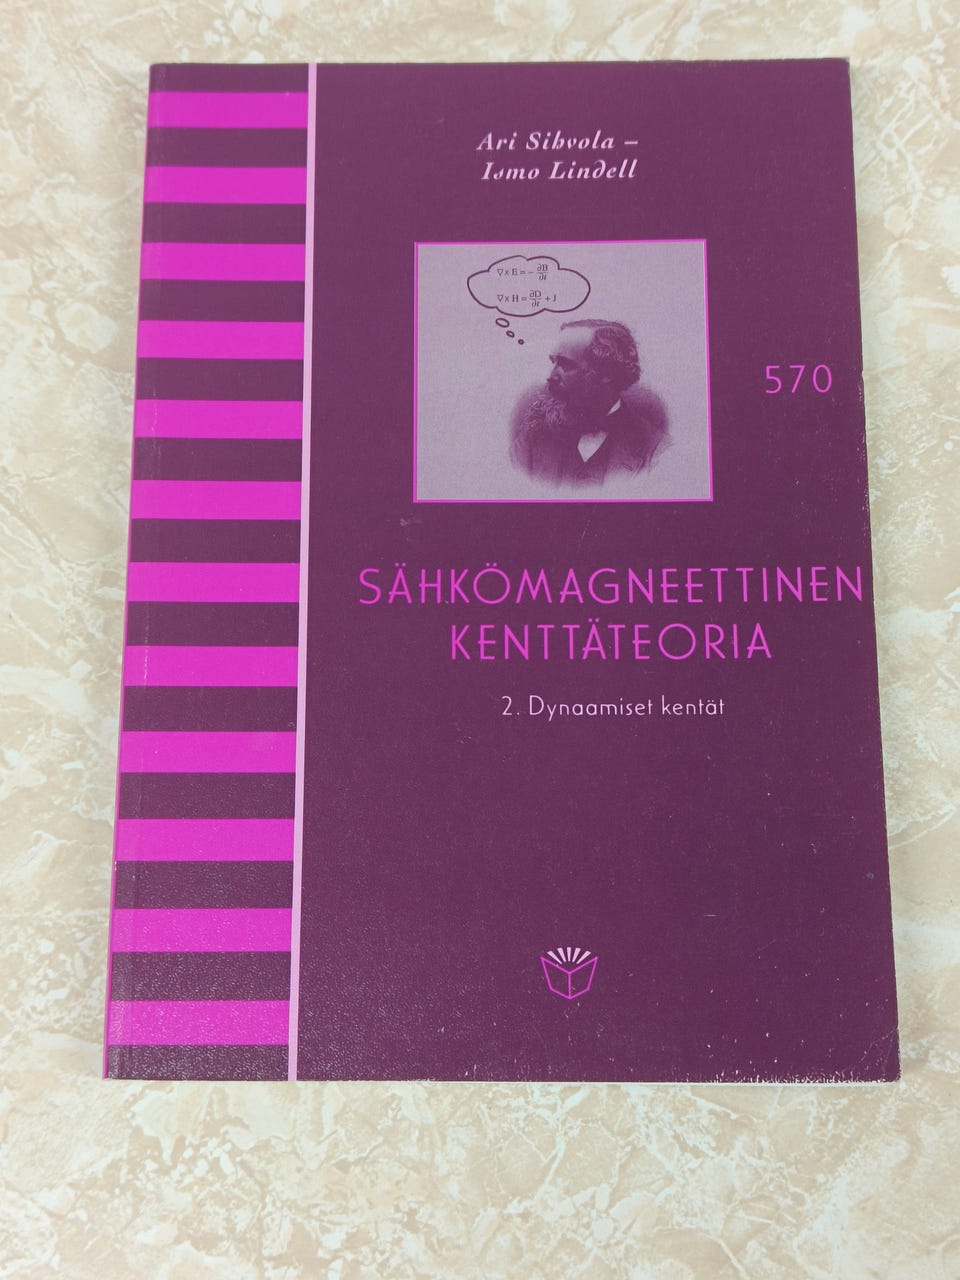 Ari Sihvola –
Ismo Lindell
∇×E=-∂B/∂t
∇×H=∂D/∂t+J
570
SÄHKÖMAGNEETTINEN
KENTTÄTEORIA
2. Dynaamiset kentät